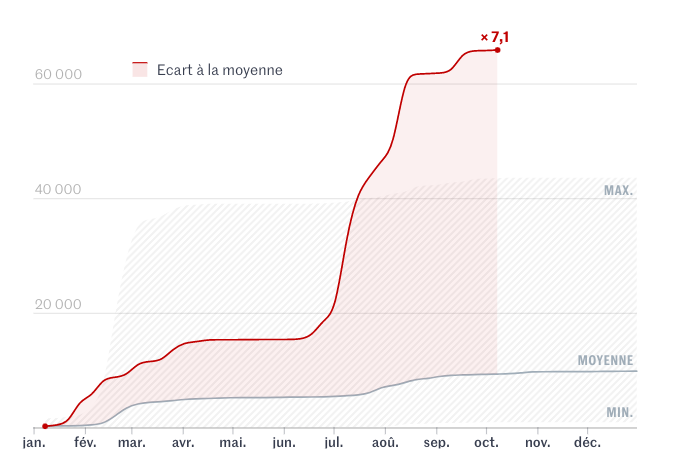 × 7,1
Ecart à la moyenne
60 000
40 000
MAX.
20 000
MOYENNE
MIN.
jan. fév. mar. avr. mai. jun. jul. aoû. sep. oct. nov. déc.